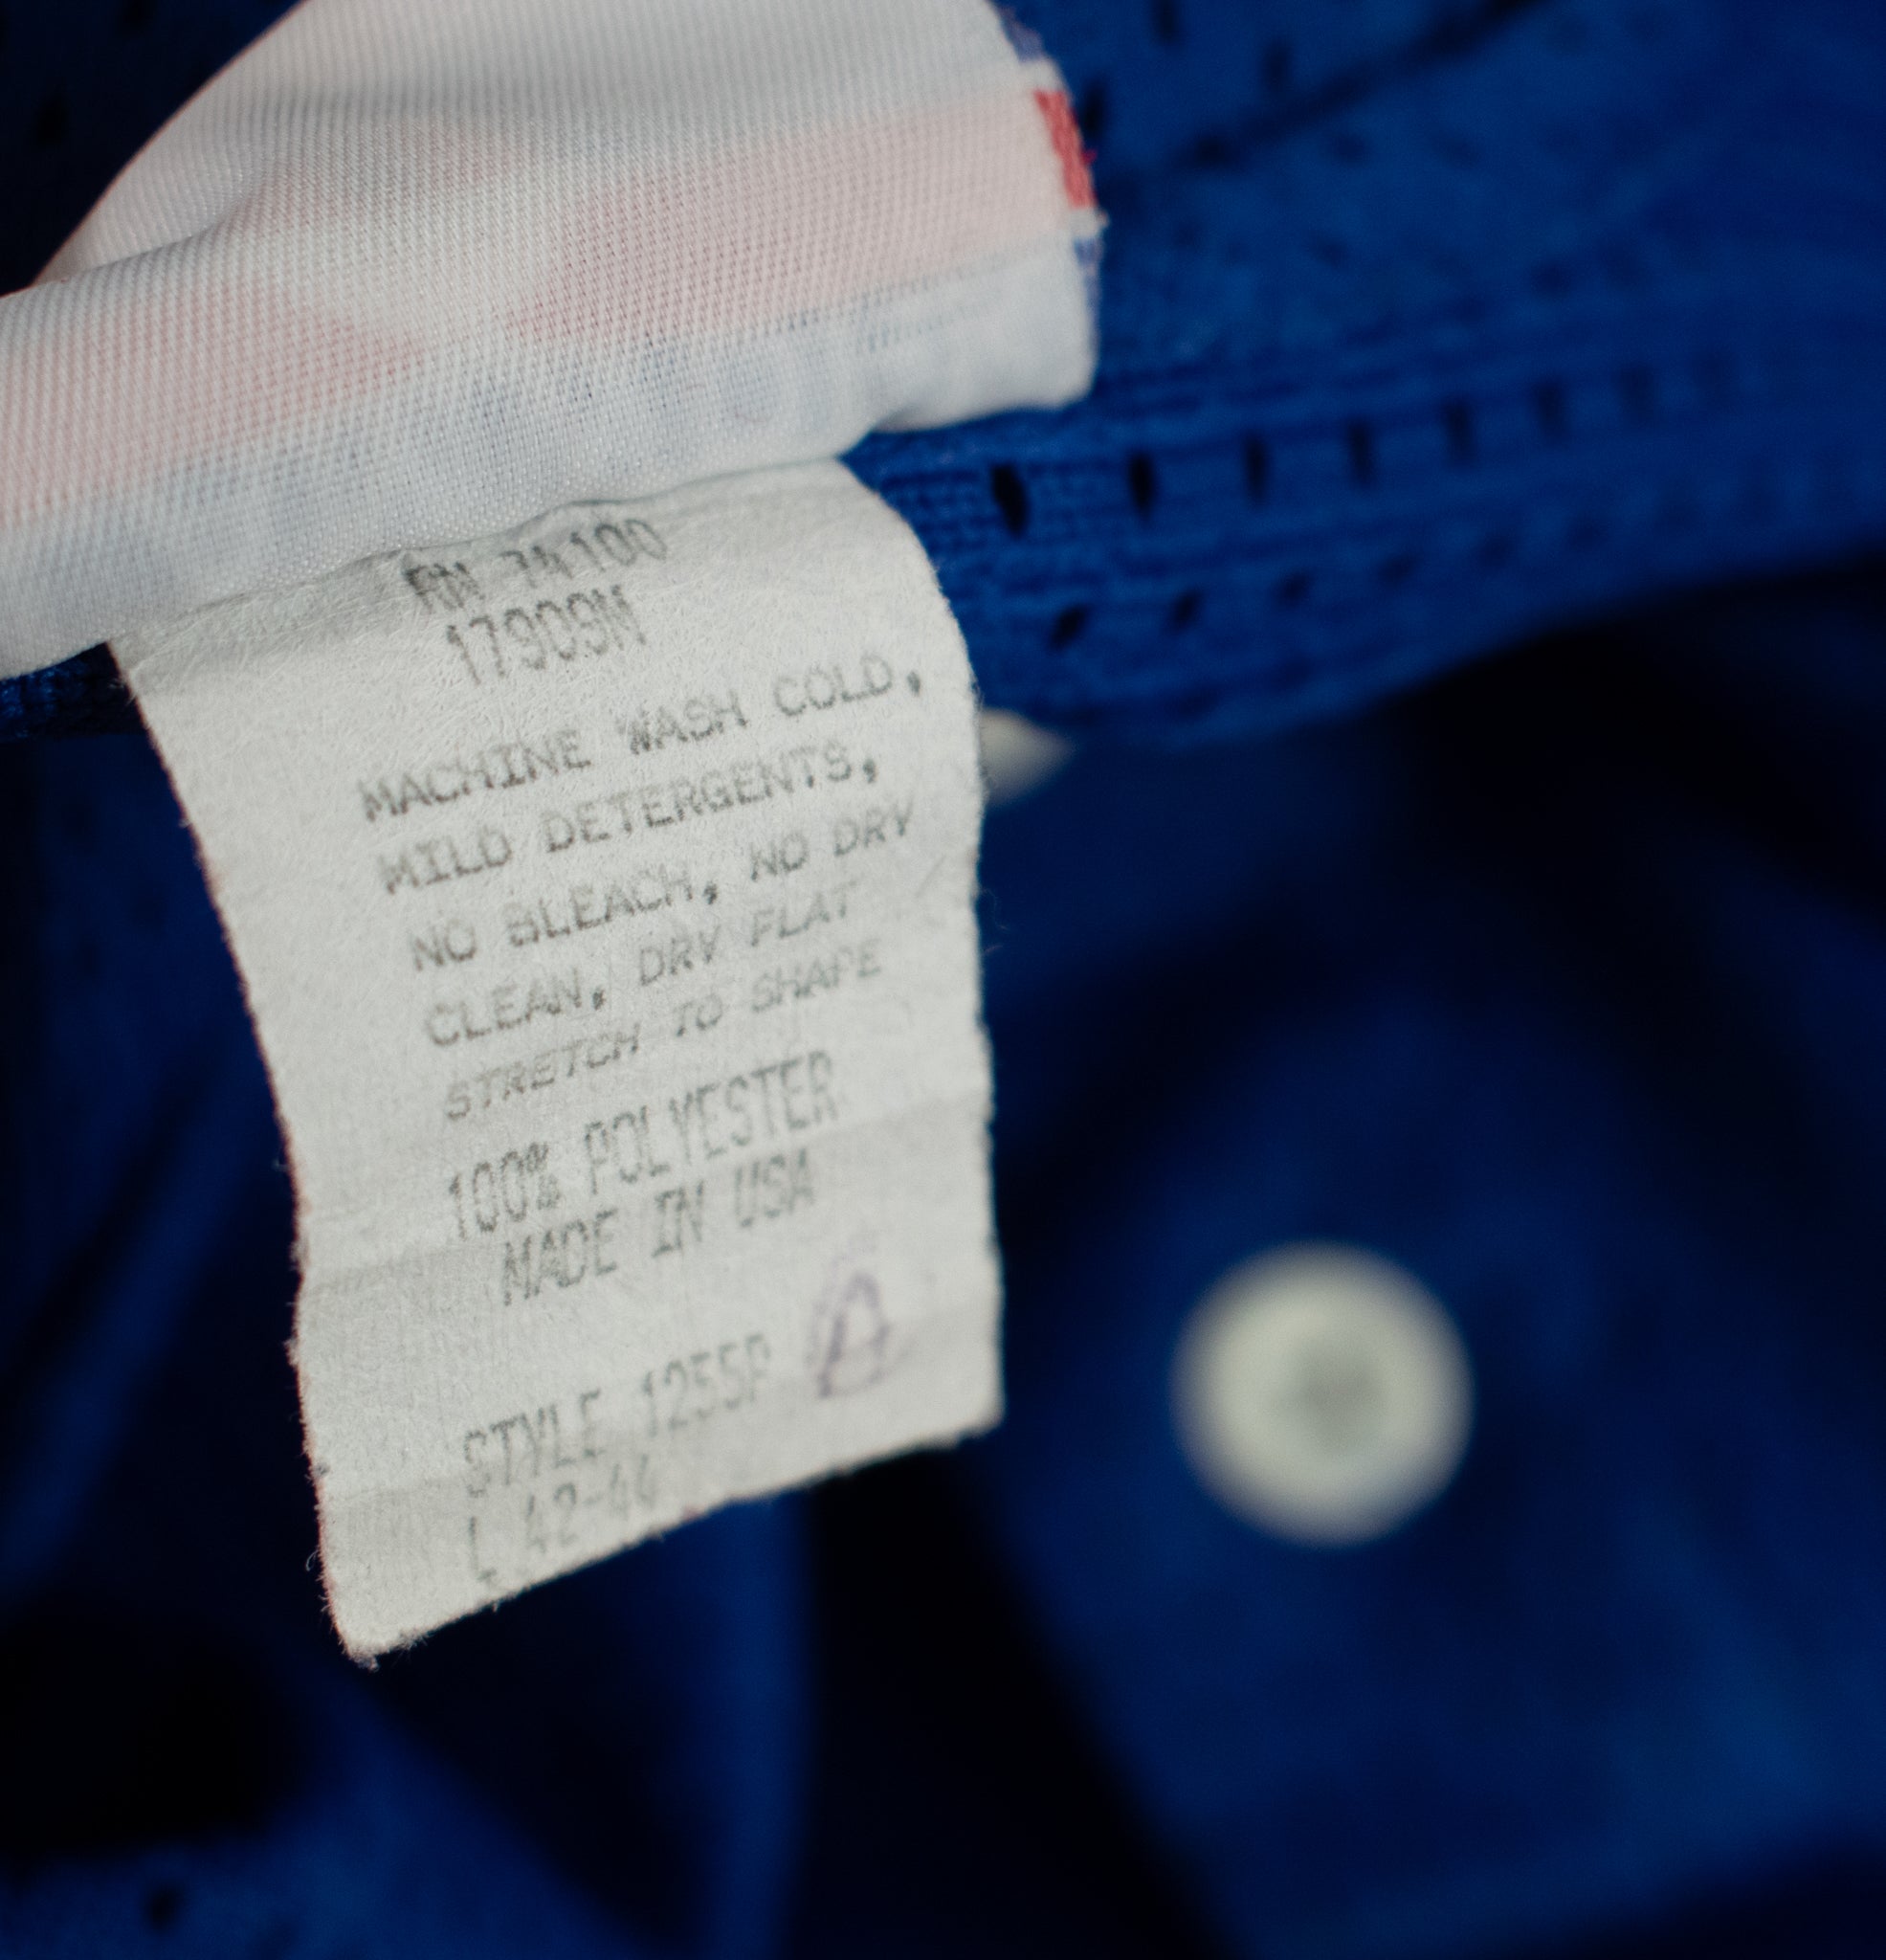 RN 74100
17909M
MACHINE WASH COLD,
MILD DETERGENTS,
NO BLEACH, NO DRY
CLEAN, DRY FLAT
STRETCH TO SHAPE
100% POLYESTER
MADE IN USA
STYLE 1255P A
L 42-44